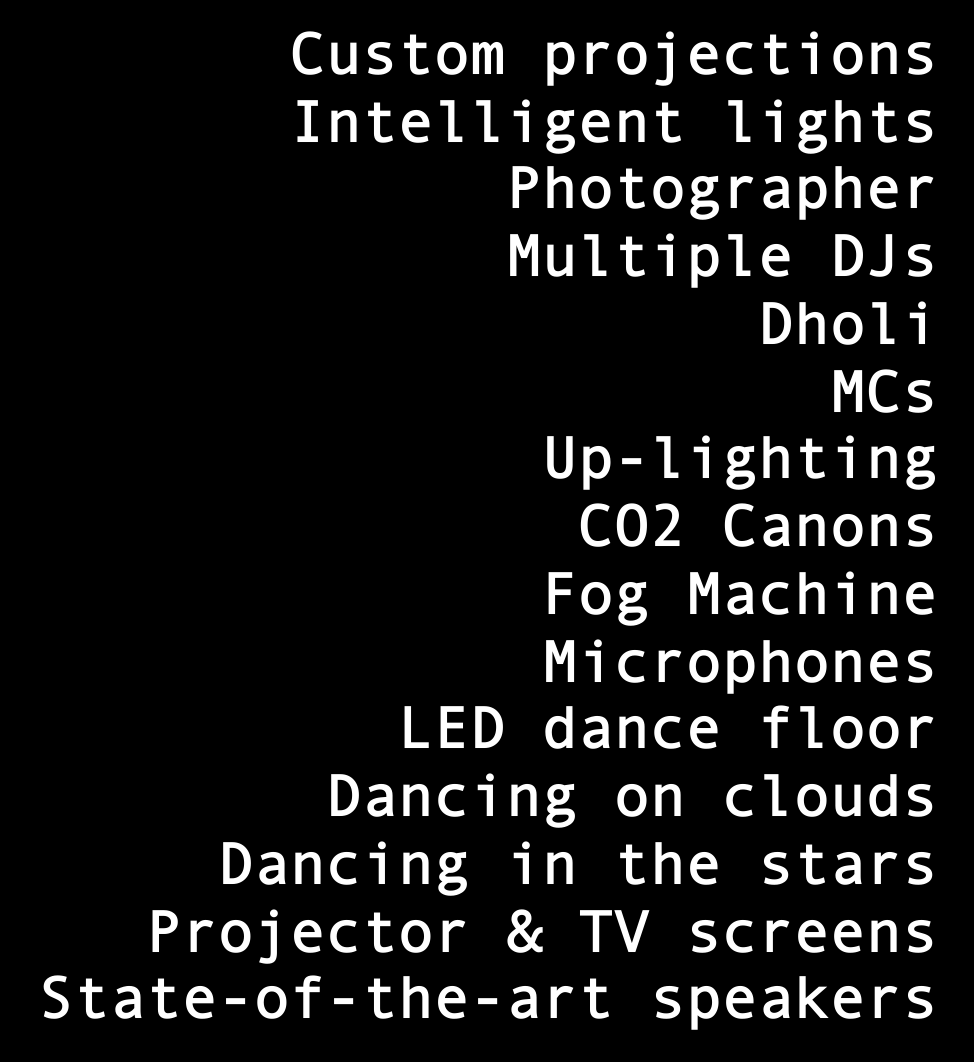 Custom projections
Intelligent lights
Photographer
Multiple DJs
Dholi
MCs
Up-lighting
CO2 Canons
Fog Machine
Microphones
LED dance floor
Dancing on clouds
Dancing in the stars
Projector & TV screens
State-of-the-art speakers